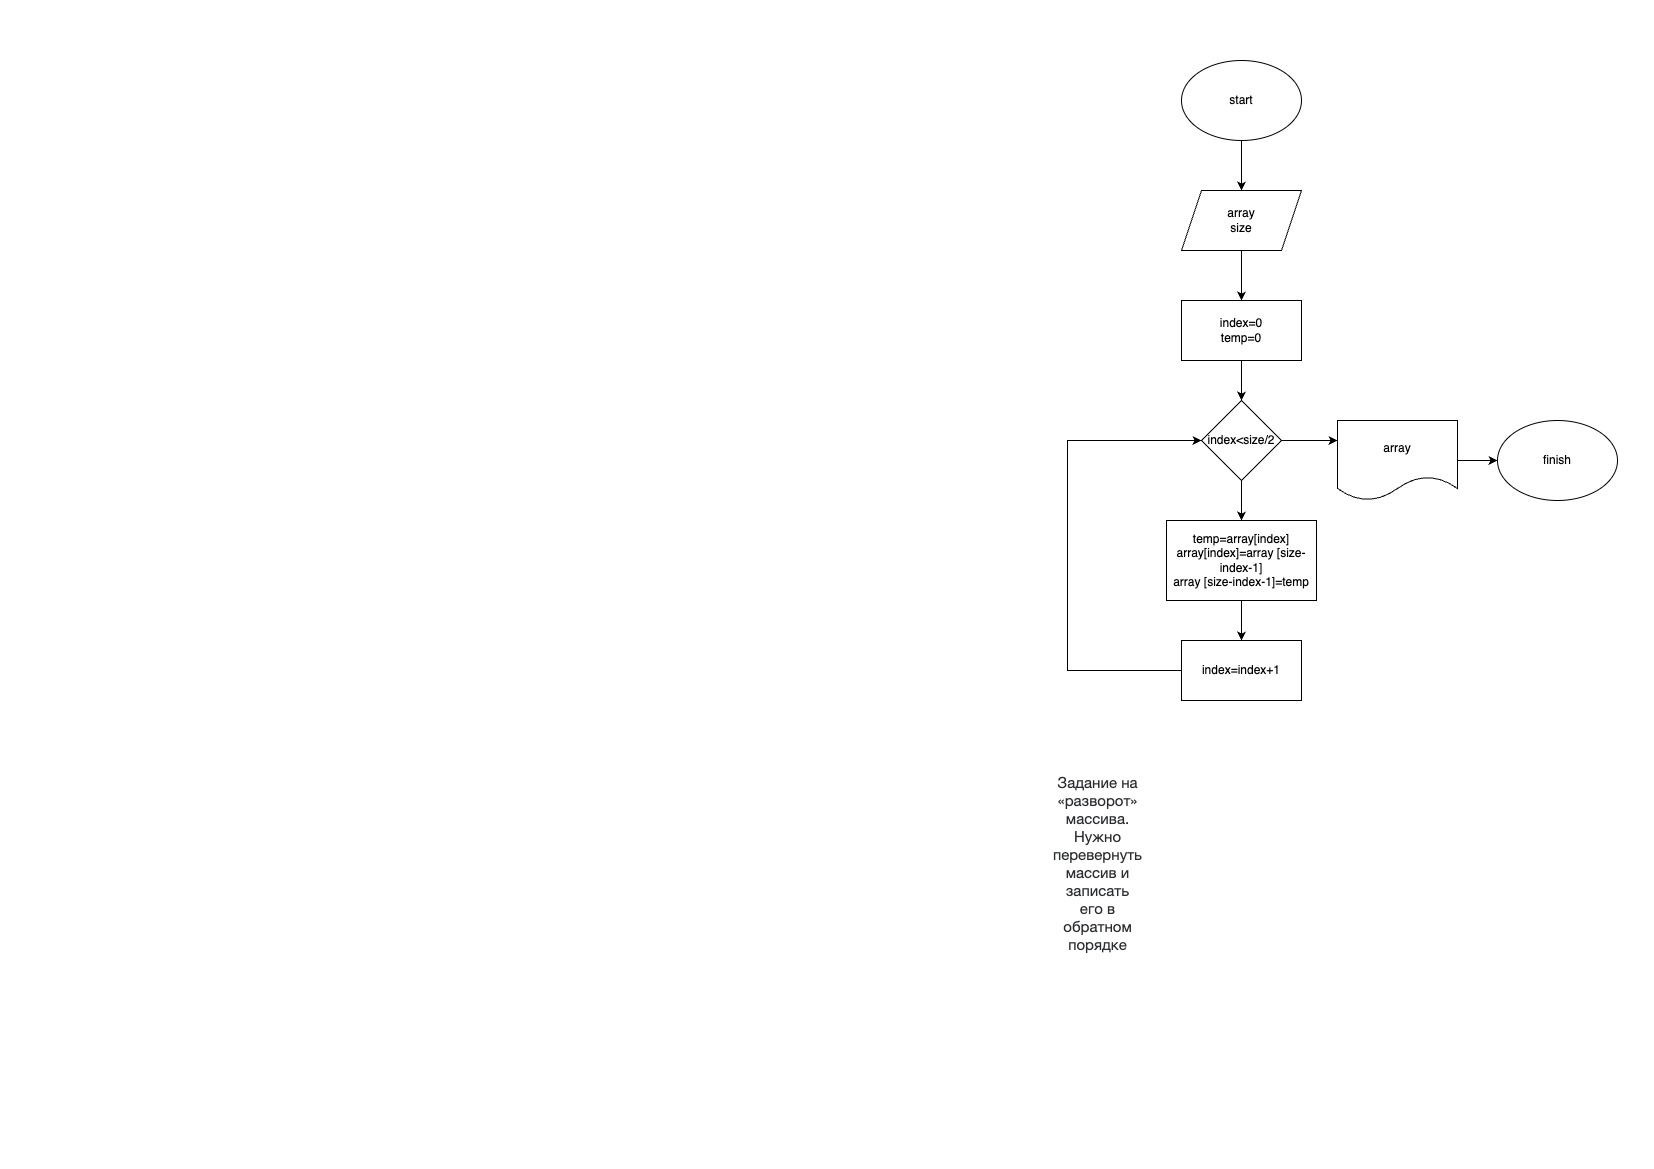 start
array
size
index=0
temp=0
index<size/2
array
finish
temp=array[index]
array[index]=array [size-
index-1]
array [size-index-1]=temp
index=index+1
Задание на
«разворот»
массива.
Нужно
перевернуть
массив и
записать
его в
обратном
порядке